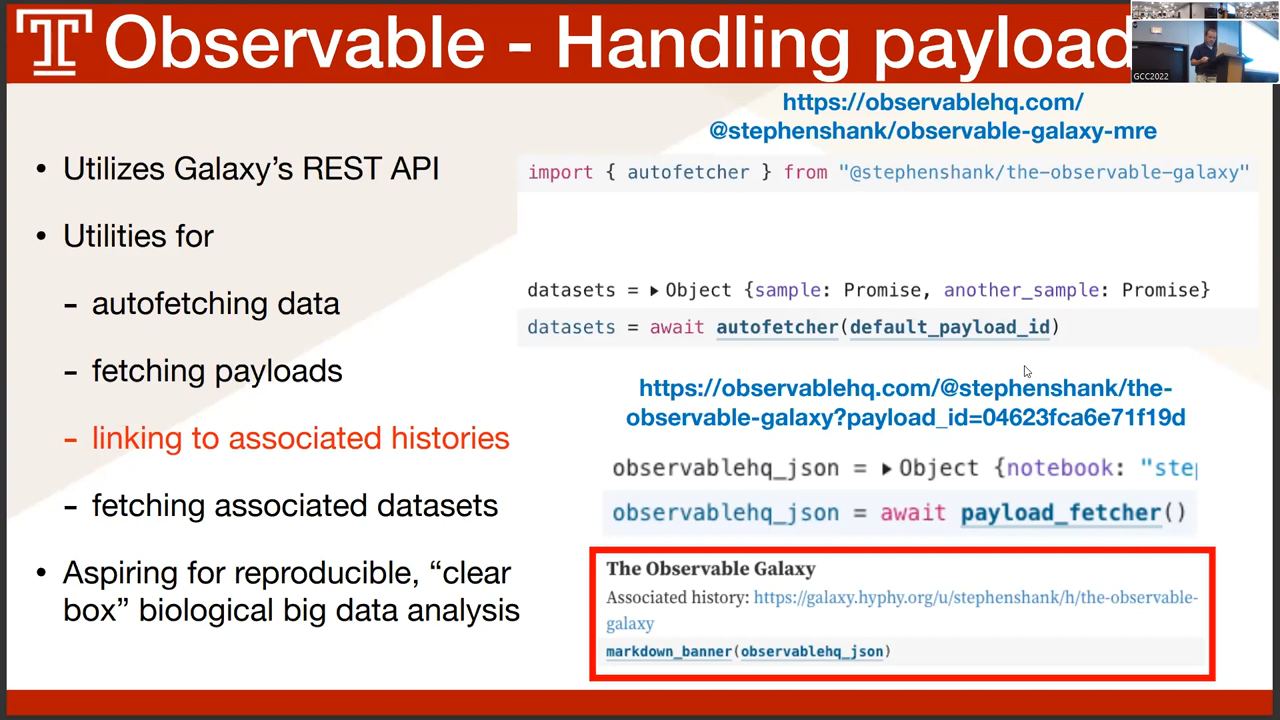 Observable - Handling payload
GCC2022
https://observablehq.com/
@stephenshank/observable-galaxy-mre
• Utilizes Galaxy's REST API
• Utilities for
- autofetching data
- fetching payloads
- linking to associated histories
- fetching associated datasets
• Aspiring for reproducible, “clear
box” biological big data analysis
import { autofetcher } from "@stephenshank/the-observable-galaxy"
datasets = ▸ Object {sample: Promise, another_sample: Promise}
datasets = await autofetcher(default_payload_id)
https://observablehq.com/@stephenshank/the-
observable-galaxy?payload_id=04623fca6e71f19d
observablehq_json = ▸ Object {notebook: "step
observablehq_json = await payload_fetcher()
The Observable Galaxy
Associated history: https://galaxy.hyphy.org/u/stephenshank/h/the-observable-
galaxy
markdown_banner(observablehq_json)